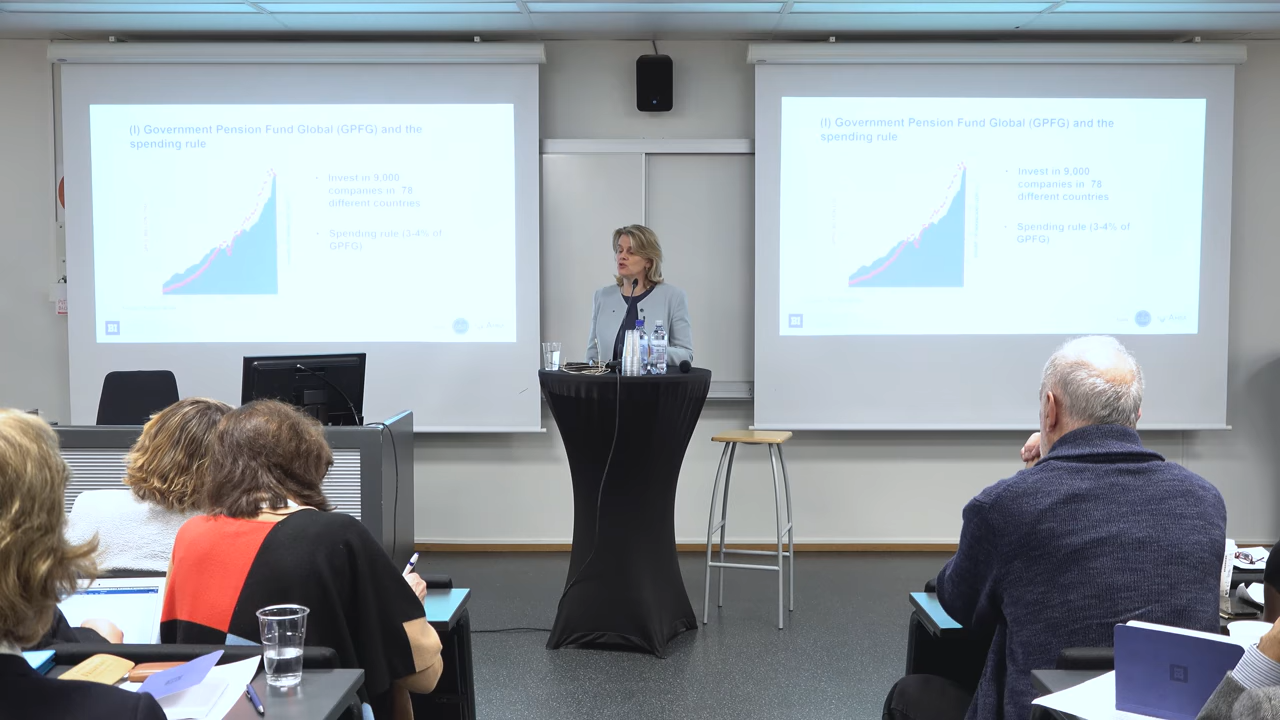 (I) Government Pension Fund Global (GPFG) and the
spending rule
Invest in 9,000
companies in 78
different countries
Spending rule (3-4% of
GPFG)
BI
(I) Government Pension Fund Global (GPFG) and the
spending rule
Invest in 9,000
companies in 78
different countries
Spending rule (3-4% of
GPFG)
BI